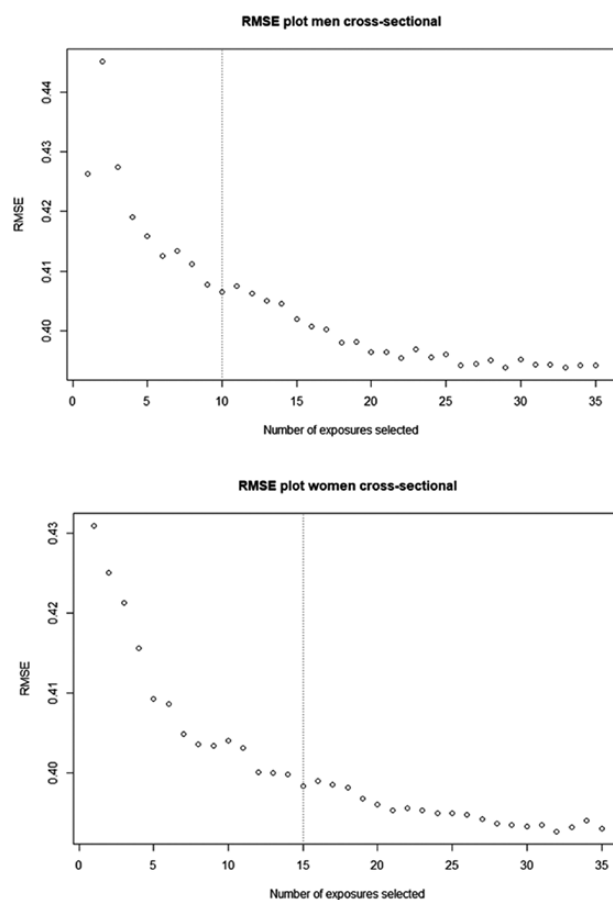 RMSE plot men cross-sectional
RMSE
0.44
0.43
0.42
0.41
0.40
0 5 10 15 20 25 30 35
Number of exposures selected
RMSE plot women cross-sectional
RMSE
0.43
0.42
0.41
0.40
0 5 10 15 20 25 30 35
Number of exposures selected